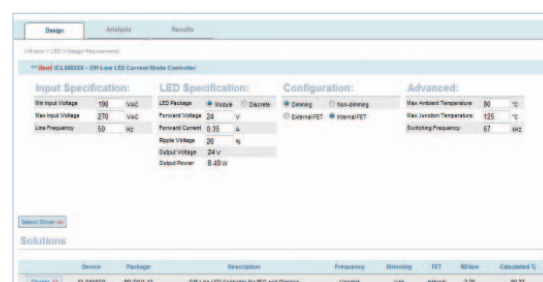 Design Analysis Results
LED > Design Requirements
ICLS8082G - Off-Line LED Current Mode Controller
Input Specification: LED Specification: Configuration: Advanced:
Min Input Voltage 190 VAC LED Package Module Discrete Dimming Non-dimming Max Ambient Temperature 80 °C
Max Input Voltage 270 VAC Forward Voltage 24 V External FET Internal FET Max Junction Temperature 125 °C
Line Frequency 50 Hz Forward Current 0.35 A Switching Frequency 67 kHz
Ripple Voltage 20 %
Output Voltage 24 V
Output Power 8.40 W
Select Driver >>
Solutions
Device Package Description Frequency Dimming FET RDSon Calculated Tj